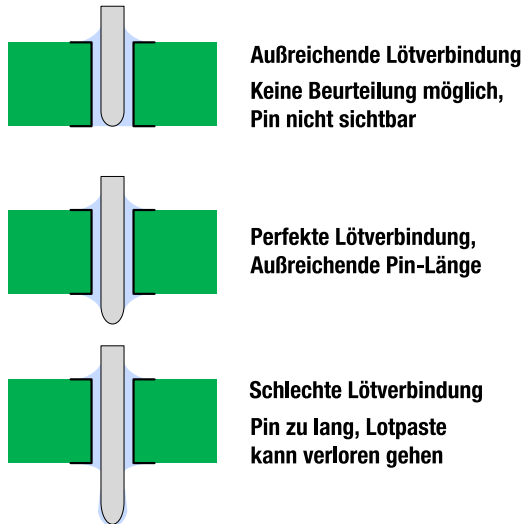 Außreichende Lötverbindung
Keine Beurteilung möglich,
Pin nicht sichtbar
Perfekte Lötverbindung,
Außreichende Pin-Länge
Schlechte Lötverbindung
Pin zu lang, Lotpaste
kann verloren gehen